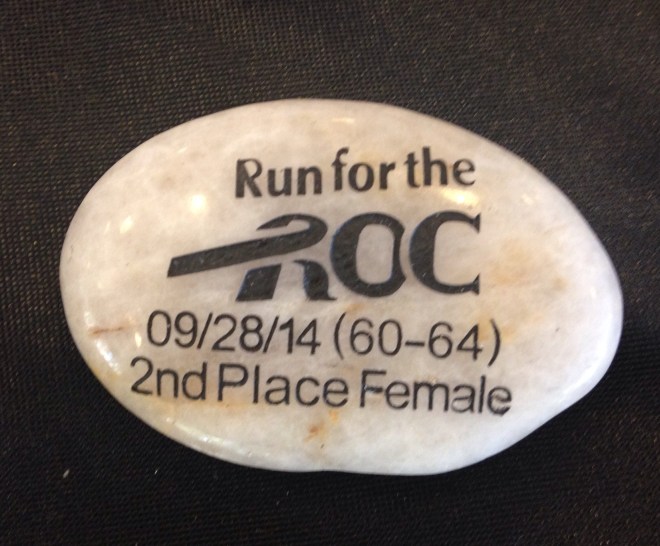 Run for the
ROC
09/28/14 (60-64)
2nd Place Female